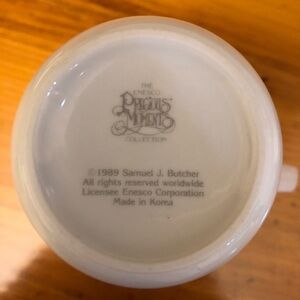 THE
ENESCO
PRECIOUS
MOMENTS
COLLECTION
©1989 Samuel J. Butcher
All rights reserved worldwide
Licensee Enesco Corporation
Made in Korea